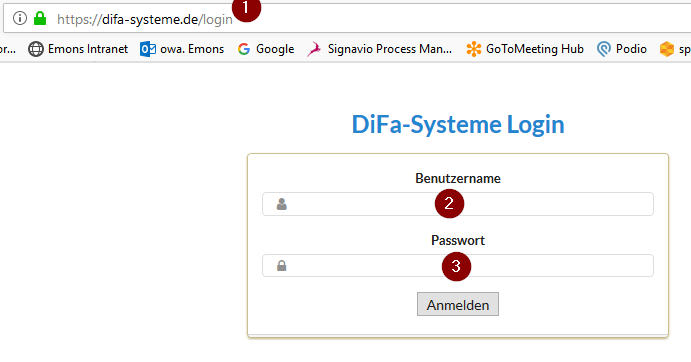 https://difa-systeme.de/login 1
or... Emons Intranet owa. Emons Google Signavio Process Man... GoToMeeting Hub Podio sp
DiFa-Systeme Login
Benutzername
2
Passwort
3
Anmelden